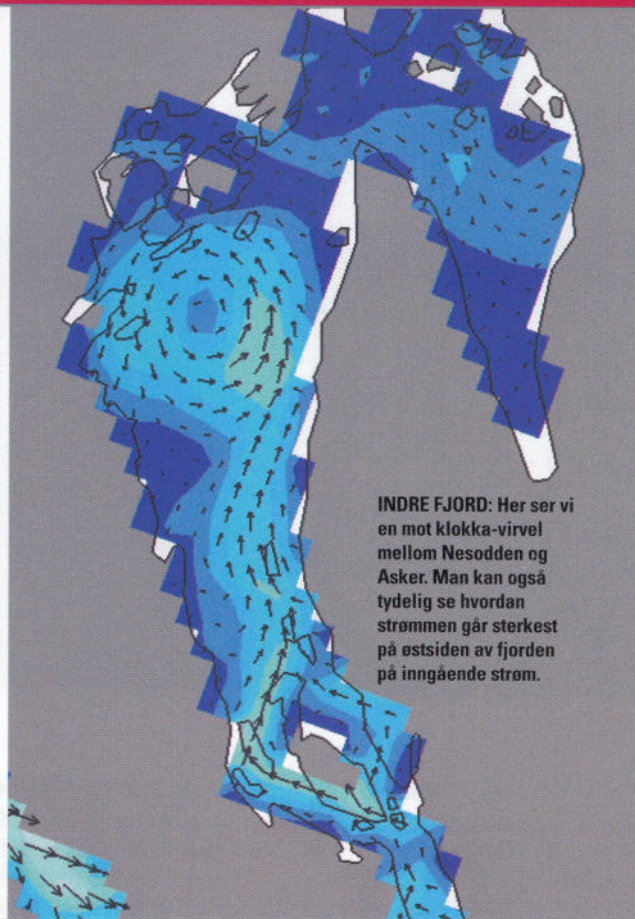 INDRE FJORD: Her ser vi
en mot klokka-virvel
mellom Nesodden og
Asker. Man kan også
tydelig se hvordan
strømmen går sterkest
på østsiden av fjorden
på inngående strøm.